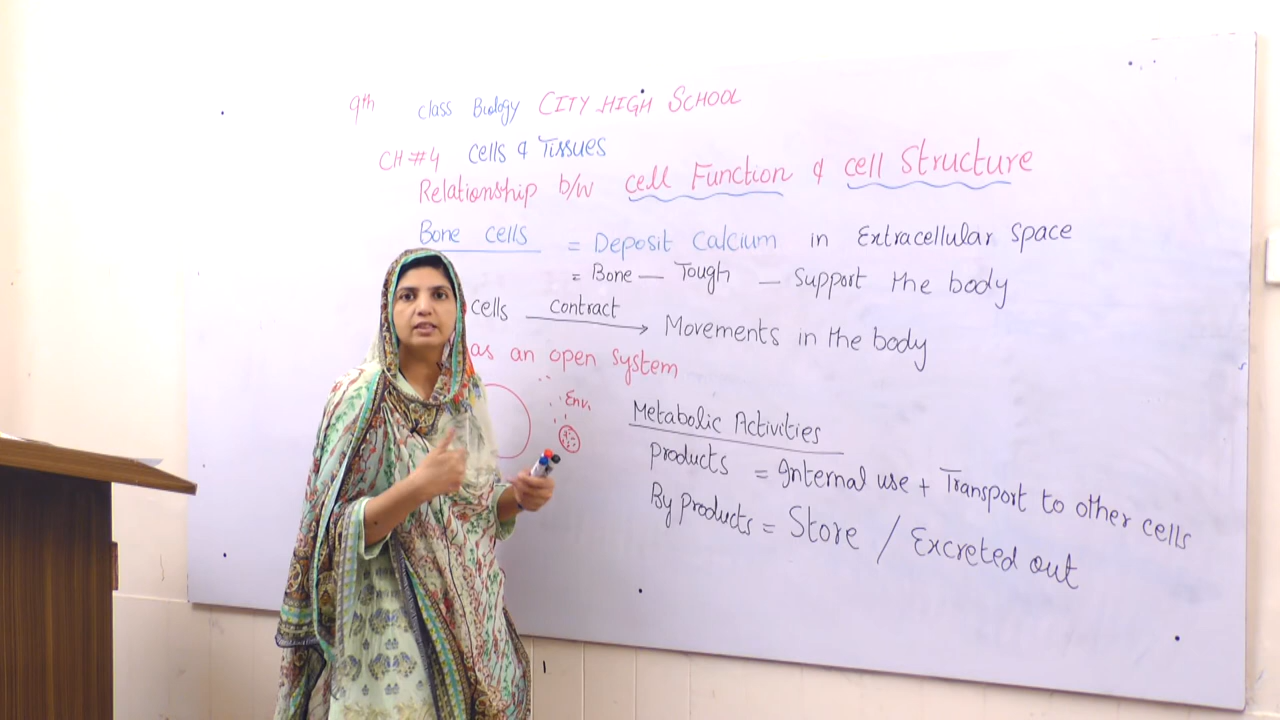 9th class Biology CITY HIGH SCHOOL
CH #4 cells & Tissues
Relationship b/w cell Function & cell Structure
Bone cells = Deposit Calcium in Extracellular space
= Bone — Tough — Support the body
cells contract → Movements in the body
as an open system
Env.
Metabolic Activities
Products = Internal use + Transport to other cells
By products = Store / Excreted out